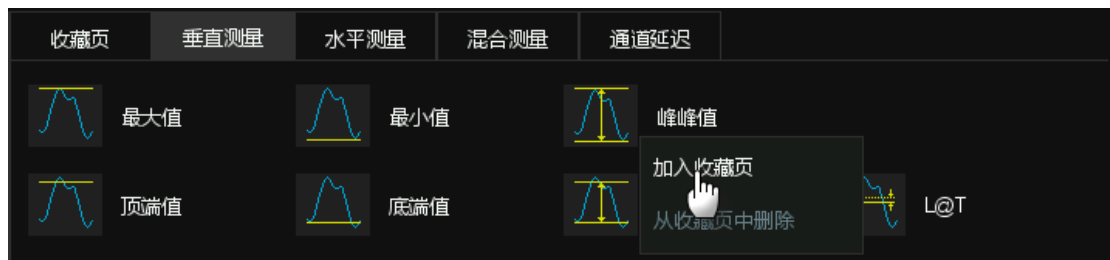 收藏页 垂直测量 水平测量 混合测量 通道延迟
最大值 最小值 峰峰值
加入收藏页
顶端值 底端值 L@T
从收藏页中删除